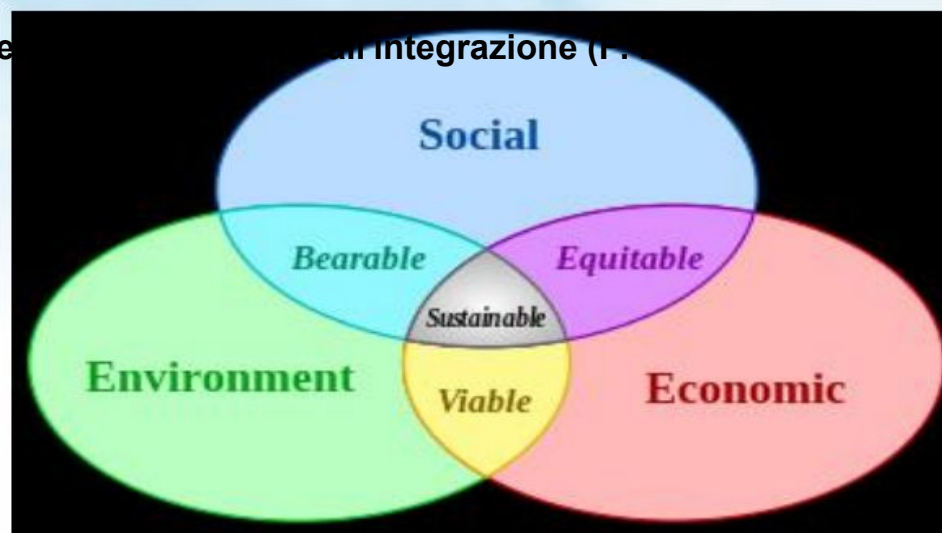 integrazione
Social
Bearable
Equitable
Sustainable
Environment
Viable
Economic